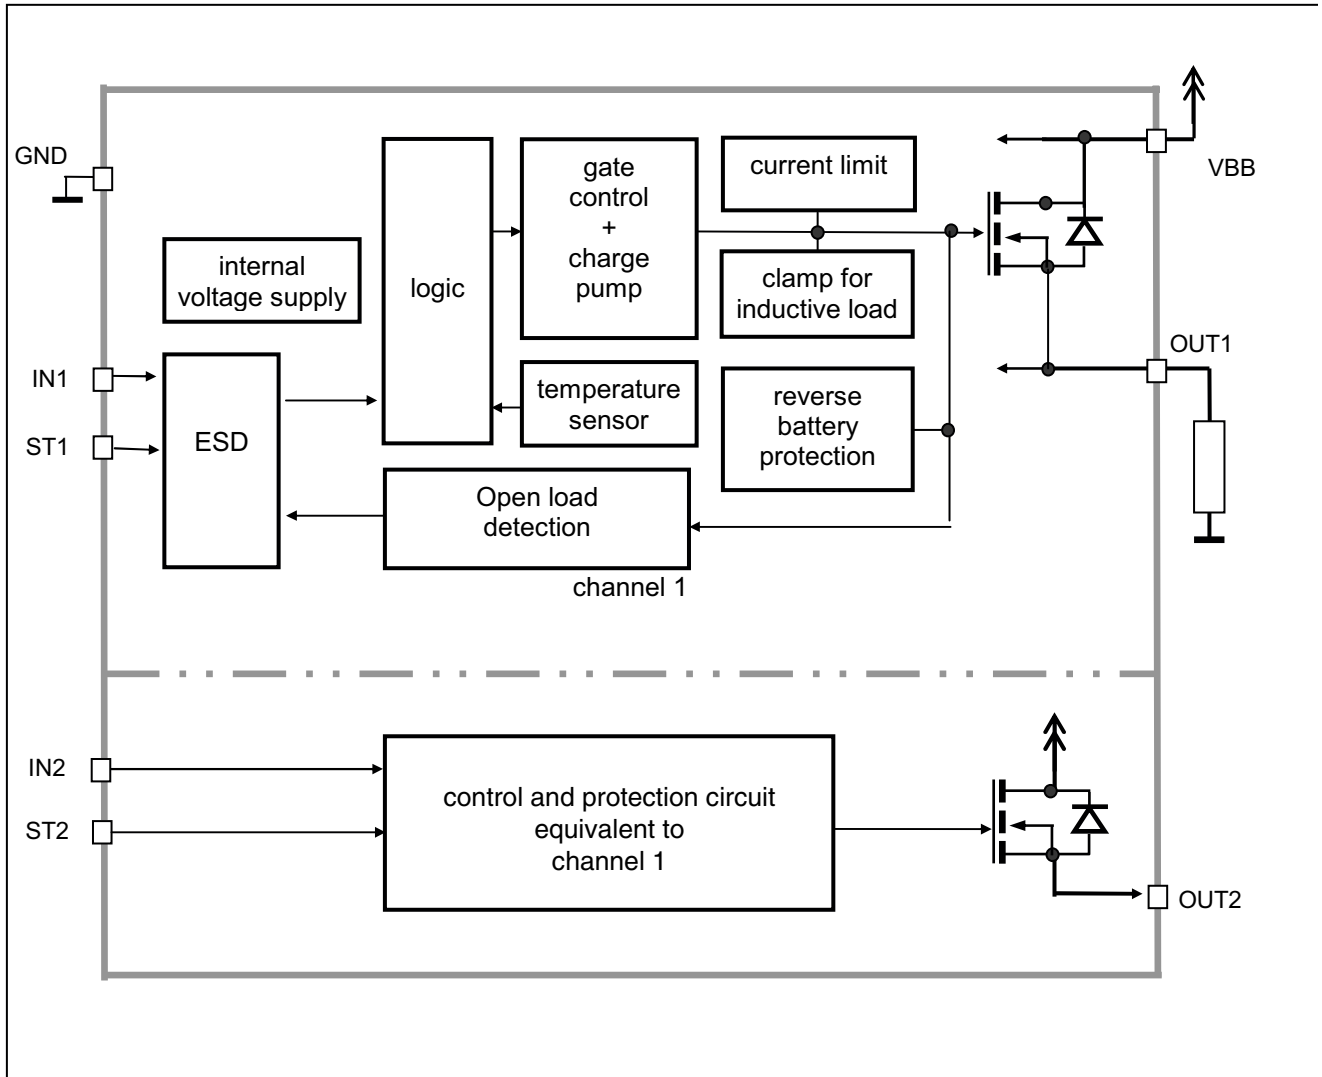 GND
VBB
gate
control
+
charge
pump
current limit
internal
voltage supply
logic
clamp for
inductive load
IN1
ST1
ESD
temperature
sensor
reverse
battery
protection
OUT1
Open load
detection
channel 1
IN2
ST2
control and protection circuit
equivalent to
channel 1
OUT2